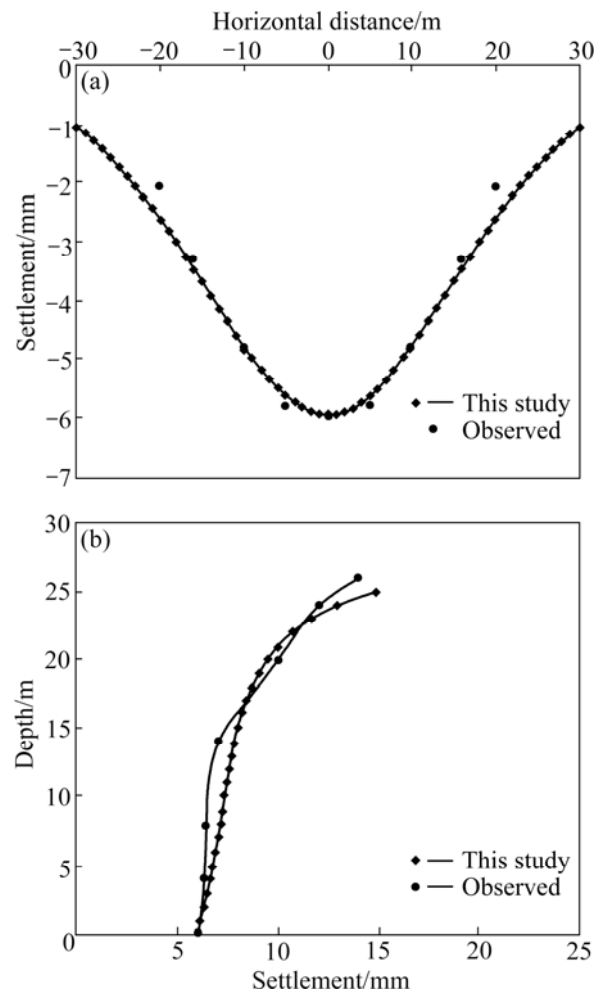 Horizontal distance/m
−30 −20 −10 0 10 20 30
0
(a)
−1
−2
−3
−4
−5
−6
−7
Settlement/mm
This study
Observed
30
(b)
25
20
15
10
5
0
Depth/m
This study
Observed
5 10 15 20 25
Settlement/mm